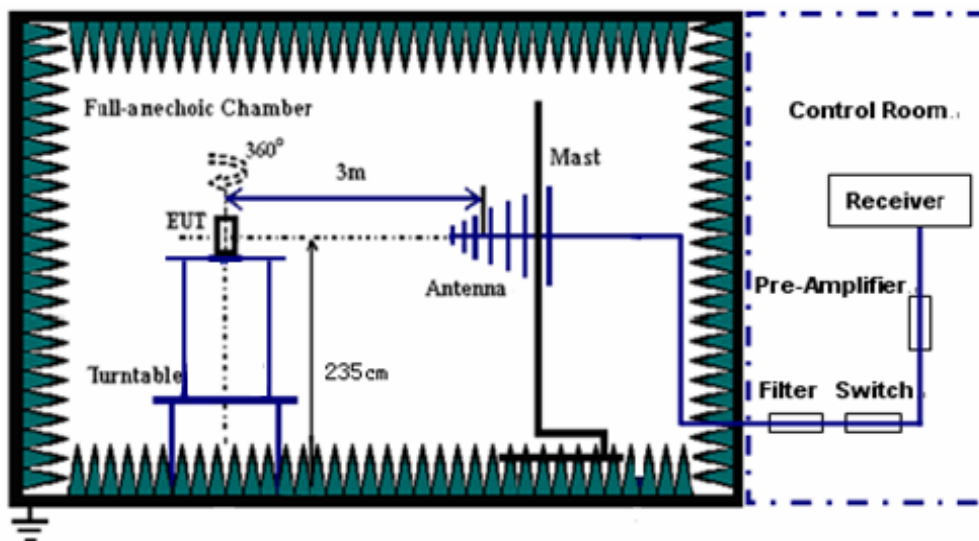 Full-anechoic Chamber
Control Room
360°
3m
Mast
EUT
Receiver
Antenna
Pre-Amplifier
Turntable
235cm
Filter
Switch